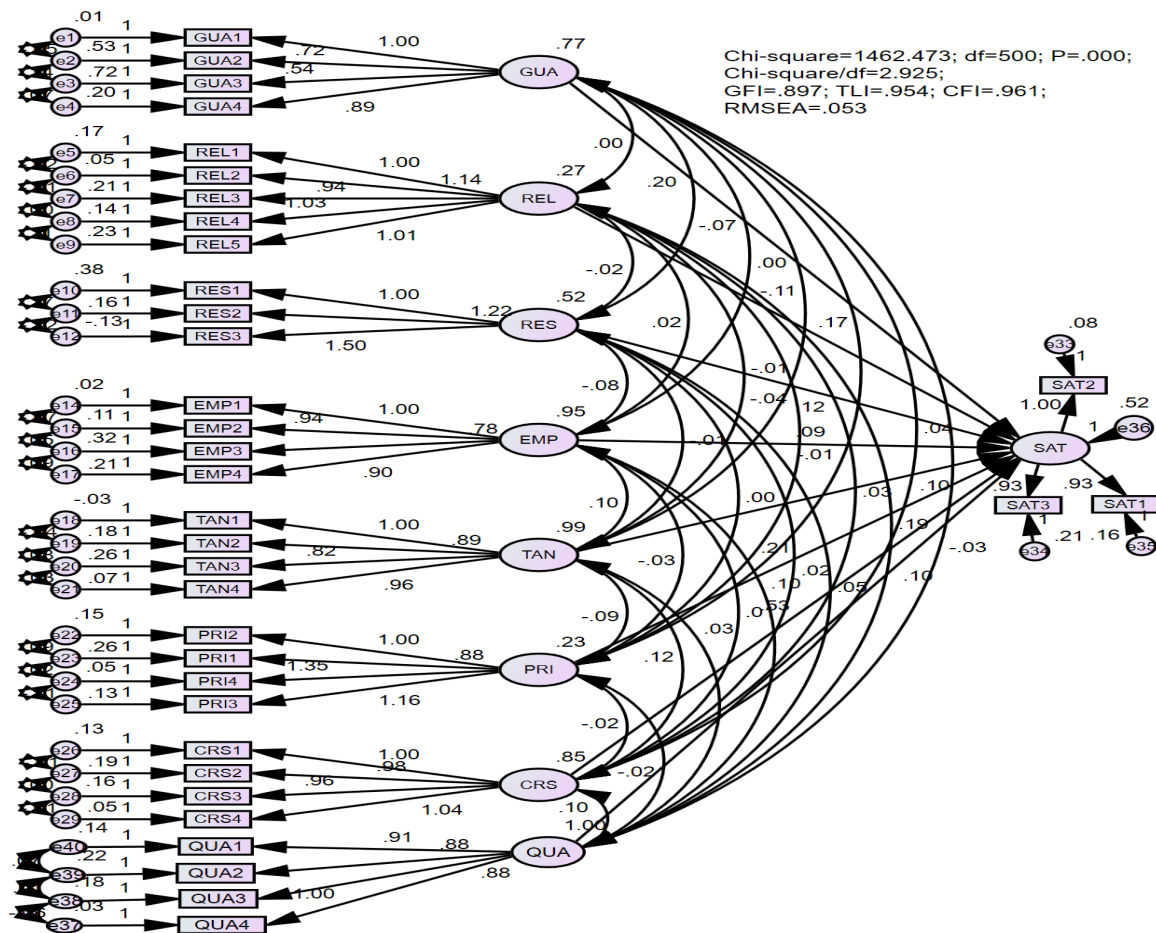 Chi-square=1462.473; df=500; P=.000;
Chi-square/df=2.925;
GFI=.897; TLI=.954; CFI=.961;
RMSEA=.053
.01
e1 1 GUA1 1.00 .77
e2 .53 1 GUA2 .72 GUA
e3 .72 1 GUA3 .54
e4 .20 1 GUA4 .89
.00 .20 -.07 .00 -.11 .17 .04
.17
e5 1 REL1 1.00 .27
e6 .05 1 REL2 1.14 REL
e7 .21 1 REL3 .94
e8 .14 1 REL4 1.03
e9 .23 1 REL5 1.01
-.02 .02 -.01 -.04 .12 .09 -.01
.38
e10 1 RES1 1.00 .52
e11 .16 1 RES2 1.22 RES
e12 -.13 1 RES3 1.50
.08
e33 1
SAT2
1.00 .52
SAT 1 e36
.93 .93
SAT3 SAT1
1 1
e34 .21 .16 e35
-.08 -.01 .00 .03 .10 .19 -.03
.02
e14 1 EMP1 1.00 .95
e15 .11 1 EMP2 .94 .78 EMP
e16 .32 1 EMP3
e17 .21 1 EMP4 .90
.10 -.03 .21 .10 .02 .05 .10
-.03
e18 1 TAN1 1.00 .99
e19 .18 1 TAN2 .89 TAN
e20 .26 1 TAN3 .82
e21 .07 1 TAN4 .96
-.09 .12 .03 .53
.15
e22 1 PRI2 1.00 .23
e23 .26 1 PRI1 .88 PRI
e24 .05 1 PRI4 1.35
e25 .13 1 PRI3 1.16
-.02 -.02
.13
e26 1 CRS1 1.00 .85
e27 .19 1 CRS2 .98 CRS
e28 .16 1 CRS3 .96
e29 .05 1 CRS4 1.04
.10
.14 1.00
e40 1 QUA1 .91 QUA
e39 .22 1 QUA2 .88
e38 .18 1 QUA3 .88
e37 .03 1 QUA4 1.00